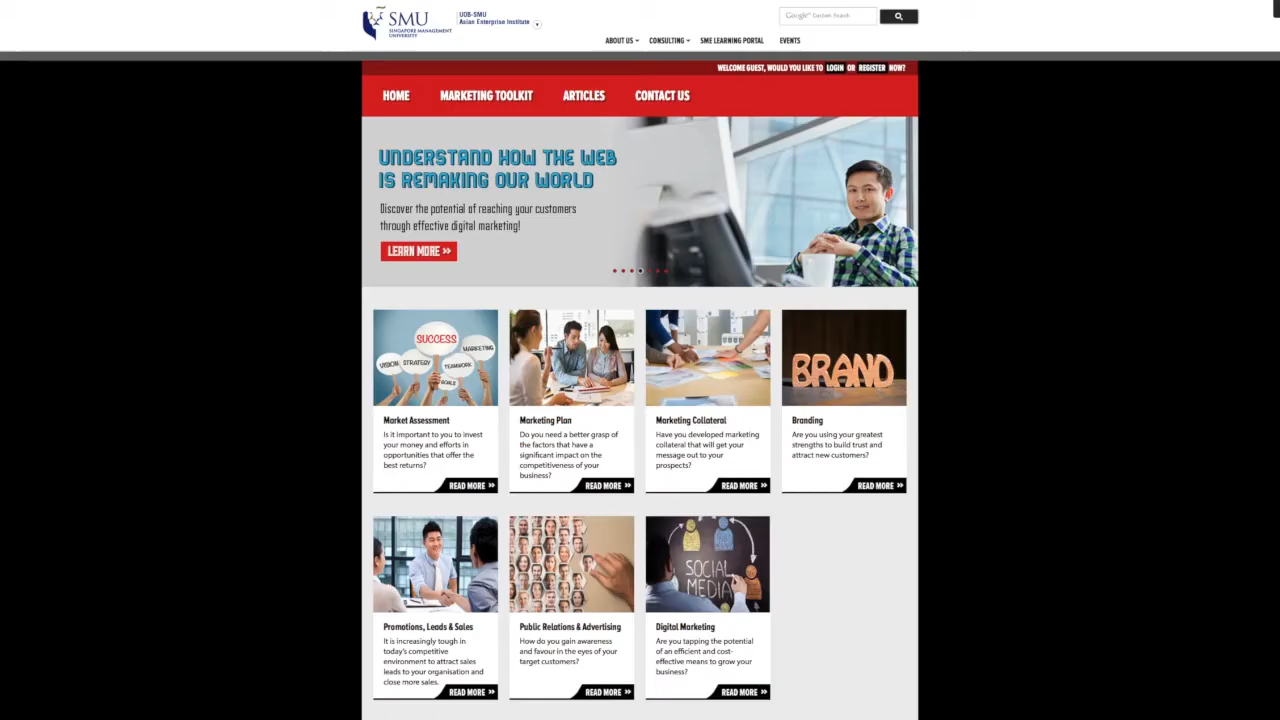 SMU
SINGAPORE MANAGEMENT
UNIVERSITY
UOB-SMU
Asian Enterprise Institute
Google™ Custom Search
ABOUT US
CONSULTING
SME LEARNING PORTAL
EVENTS
WELCOME GUEST, WOULD YOU LIKE TO LOGIN OR REGISTER NOW?
HOME
MARKETING TOOLKIT
ARTICLES
CONTACT US
UNDERSTAND HOW THE WEB
IS REMAKING OUR WORLD
Discover the potential of reaching your customers
through effective digital marketing!
LEARN MORE »
SUCCESS
VISION
STRATEGY
MARKETING
TEAMWORK
GOALS
Market Assessment
Is it important to you to invest
your money and efforts in
opportunities that offer the
best returns?
READ MORE »
Marketing Plan
Do you need a better grasp of
the factors that have a
significant impact on the
competitiveness of your
business?
READ MORE »
Marketing Collateral
Have you developed marketing
collateral that will get your
message out to your
prospects?
READ MORE »
BRAND
Branding
Are you using your greatest
strengths to build trust and
attract new customers?
READ MORE »
Promotions, Leads & Sales
It is increasingly tough in
today's competitive
environment to attract sales
leads to your organisation and
close more sales.
READ MORE »
Public Relations & Advertising
How do you gain awareness
and favour in the eyes of your
target customers?
READ MORE »
SOCIAL
MEDIA
Digital Marketing
Are you tapping the potential
of an efficient and cost-
effective means to grow your
business?
READ MORE »